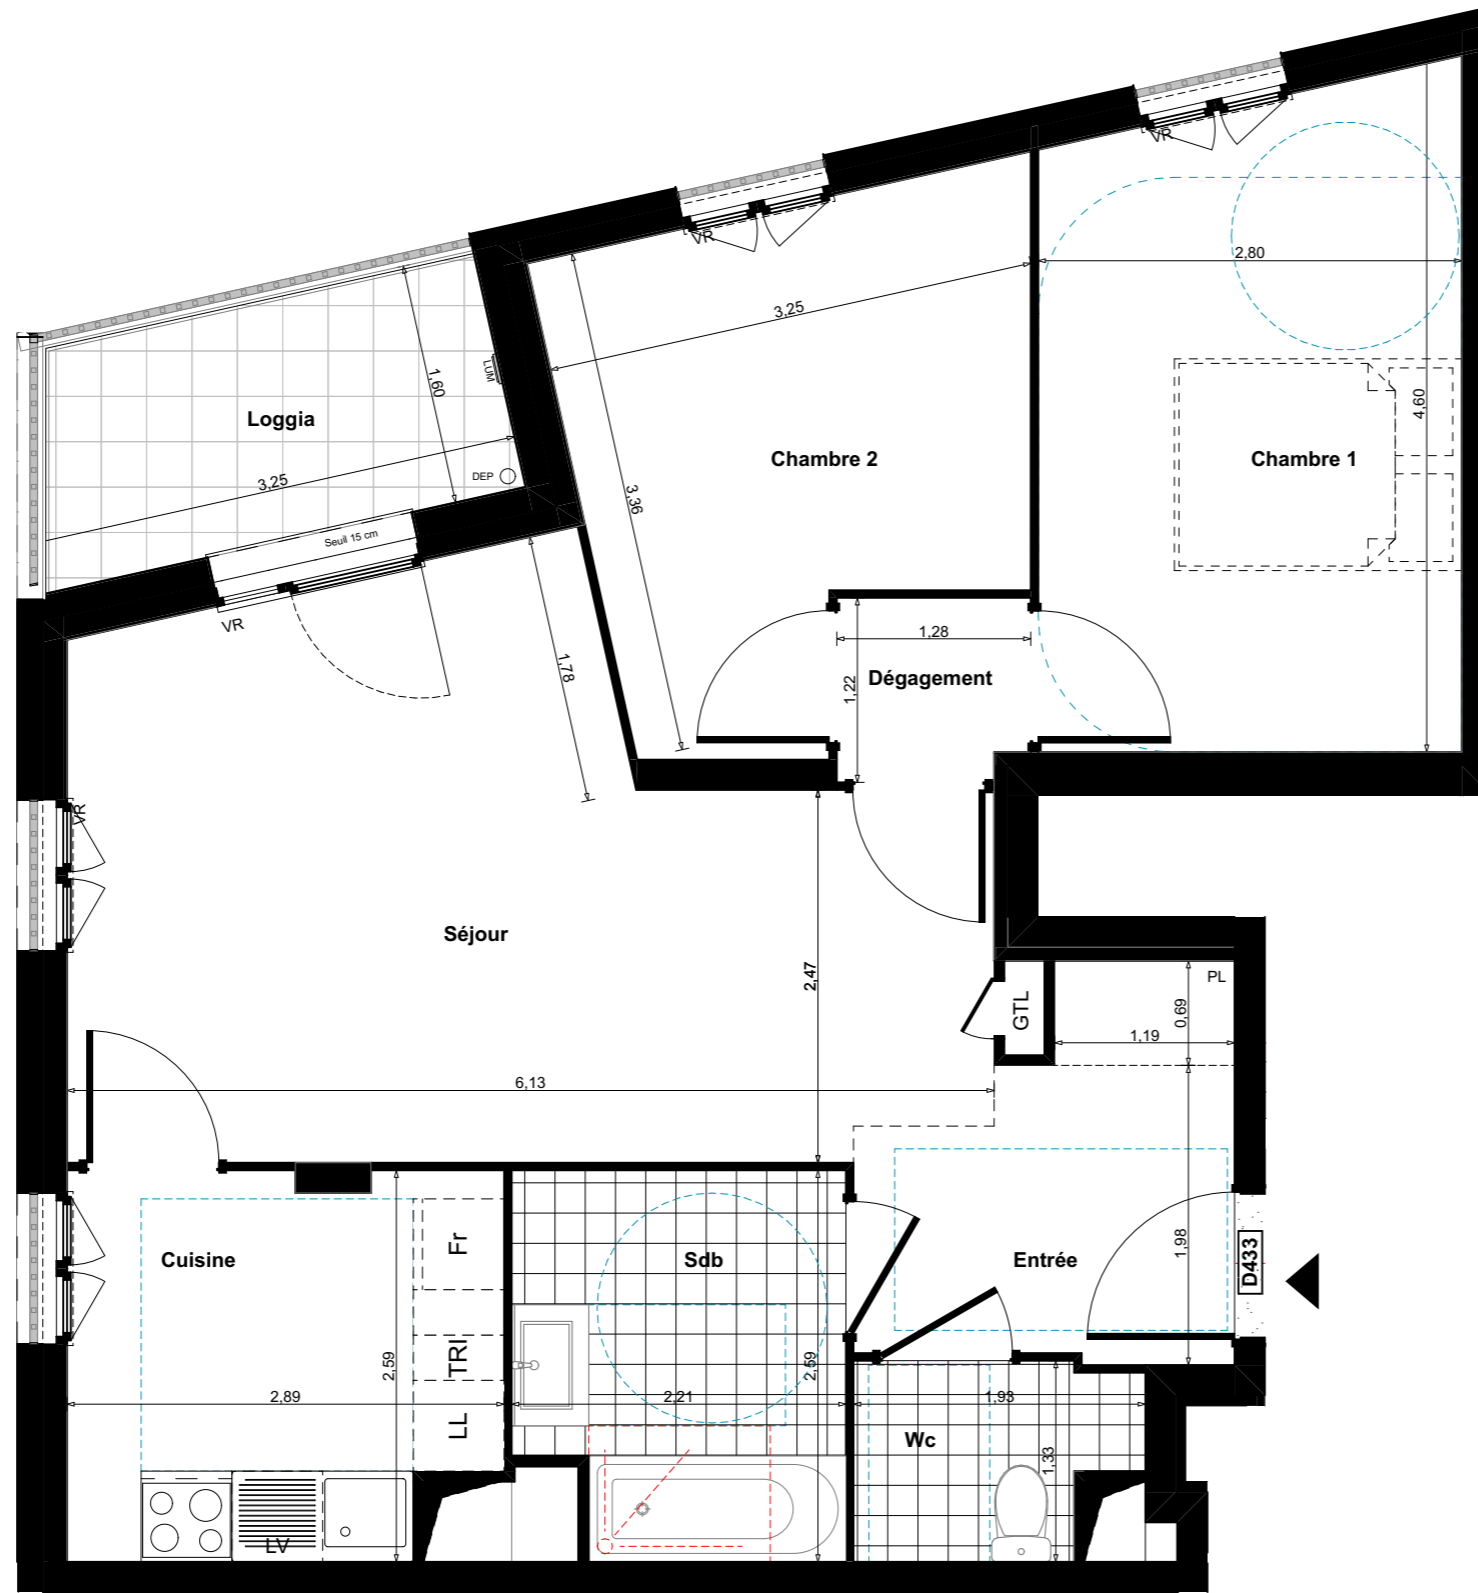 VR
VR
2,80
3,25
LUM
1,60
4,60
Loggia
Chambre 2
Chambre 1
3,25
DEP
3,36
Seuil 15 cm
VR
1,28
1,78
Dégagement
1,22
VR
Séjour
2,47
PL
GTL
0,69
1,19
6,13
Fr
1,98
D433
Cuisine
Sdb
Entrée
TRI
2,59
2,59
2,89
2,21
1,93
LL
Wc
1,33
LV